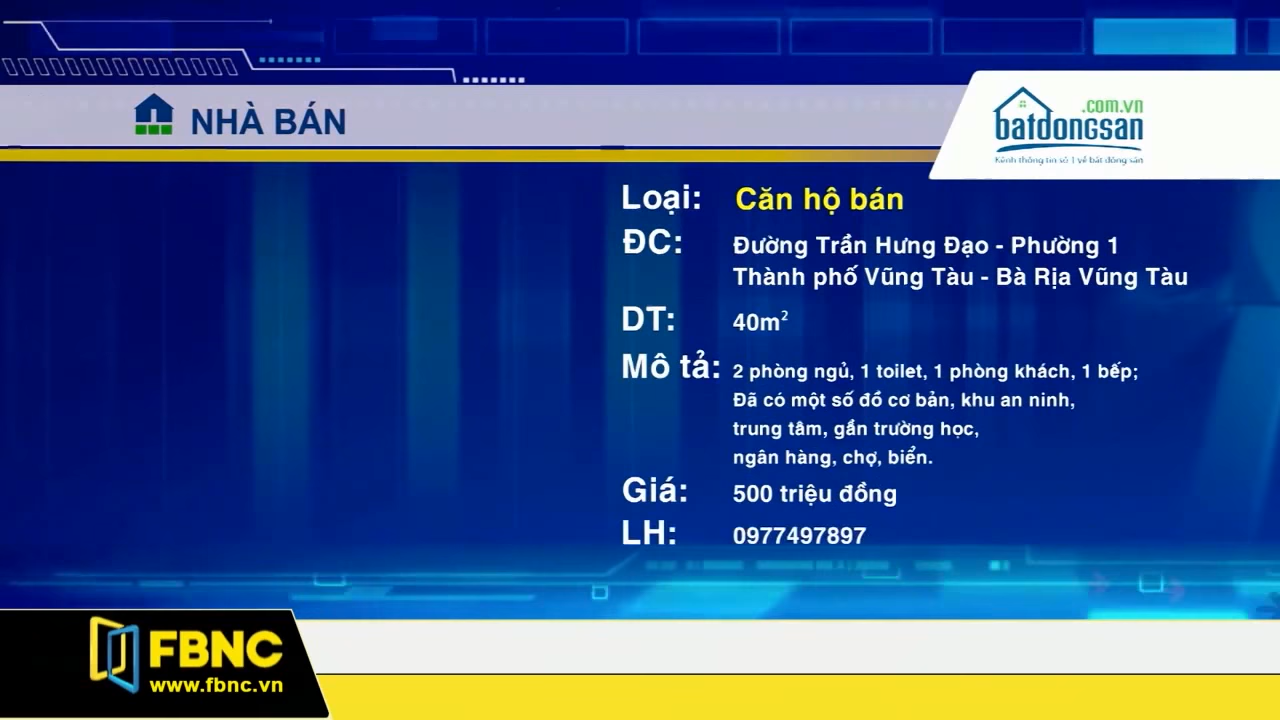 NHÀ BÁN
.com.vn
batdongsan
Kênh thông tin số 1 về bất động sản
Loại: Căn hộ bán
ĐC: Đường Trần Hưng Đạo - Phường 1
Thành phố Vũng Tàu - Bà Rịa Vũng Tàu
DT: 40m²
Mô tả: 2 phòng ngủ, 1 toilet, 1 phòng khách, 1 bếp;
Đã có một số đồ cơ bản, khu an ninh,
trung tâm, gần trường học,
ngân hàng, chợ, biển.
Giá: 500 triệu đồng
LH: 0977497897
FBNC
www.fbnc.vn